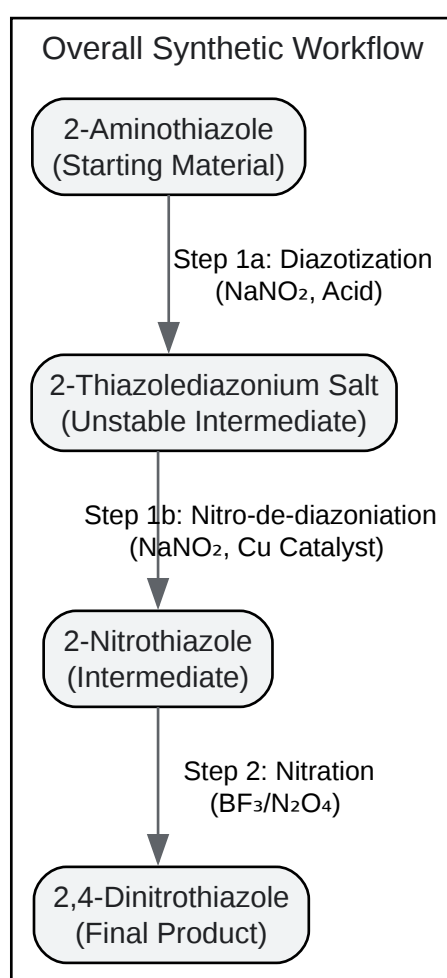 Overall Synthetic Workflow
2-Aminothiazole
(Starting Material)
Step 1a: Diazotization
(NaNO₂, Acid)
2-Thiazolediazonium Salt
(Unstable Intermediate)
Step 1b: Nitro-de-diazoniation
(NaNO₂, Cu Catalyst)
2-Nitrothiazole
(Intermediate)
Step 2: Nitration
(BF₃/N₂O₄)
2,4-Dinitrothiazole
(Final Product)